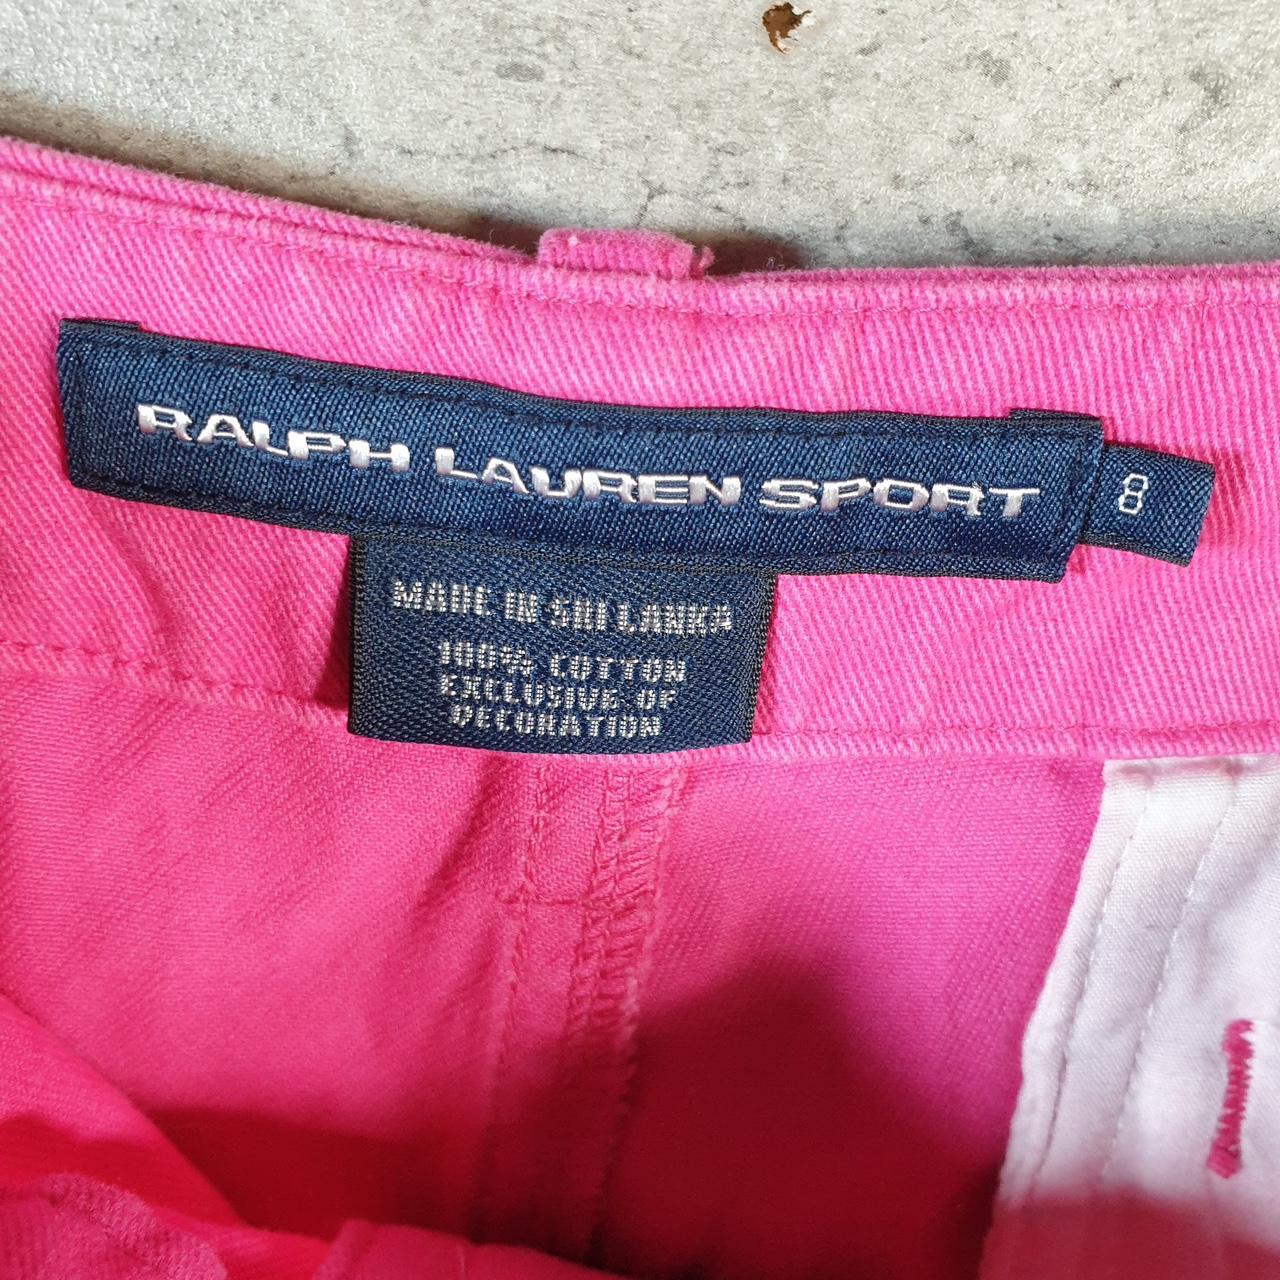 RALPH LAUREN SPORT
8
MADE IN SRI LANKA
100% COTTON
EXCLUSIVE OF
DECORATION